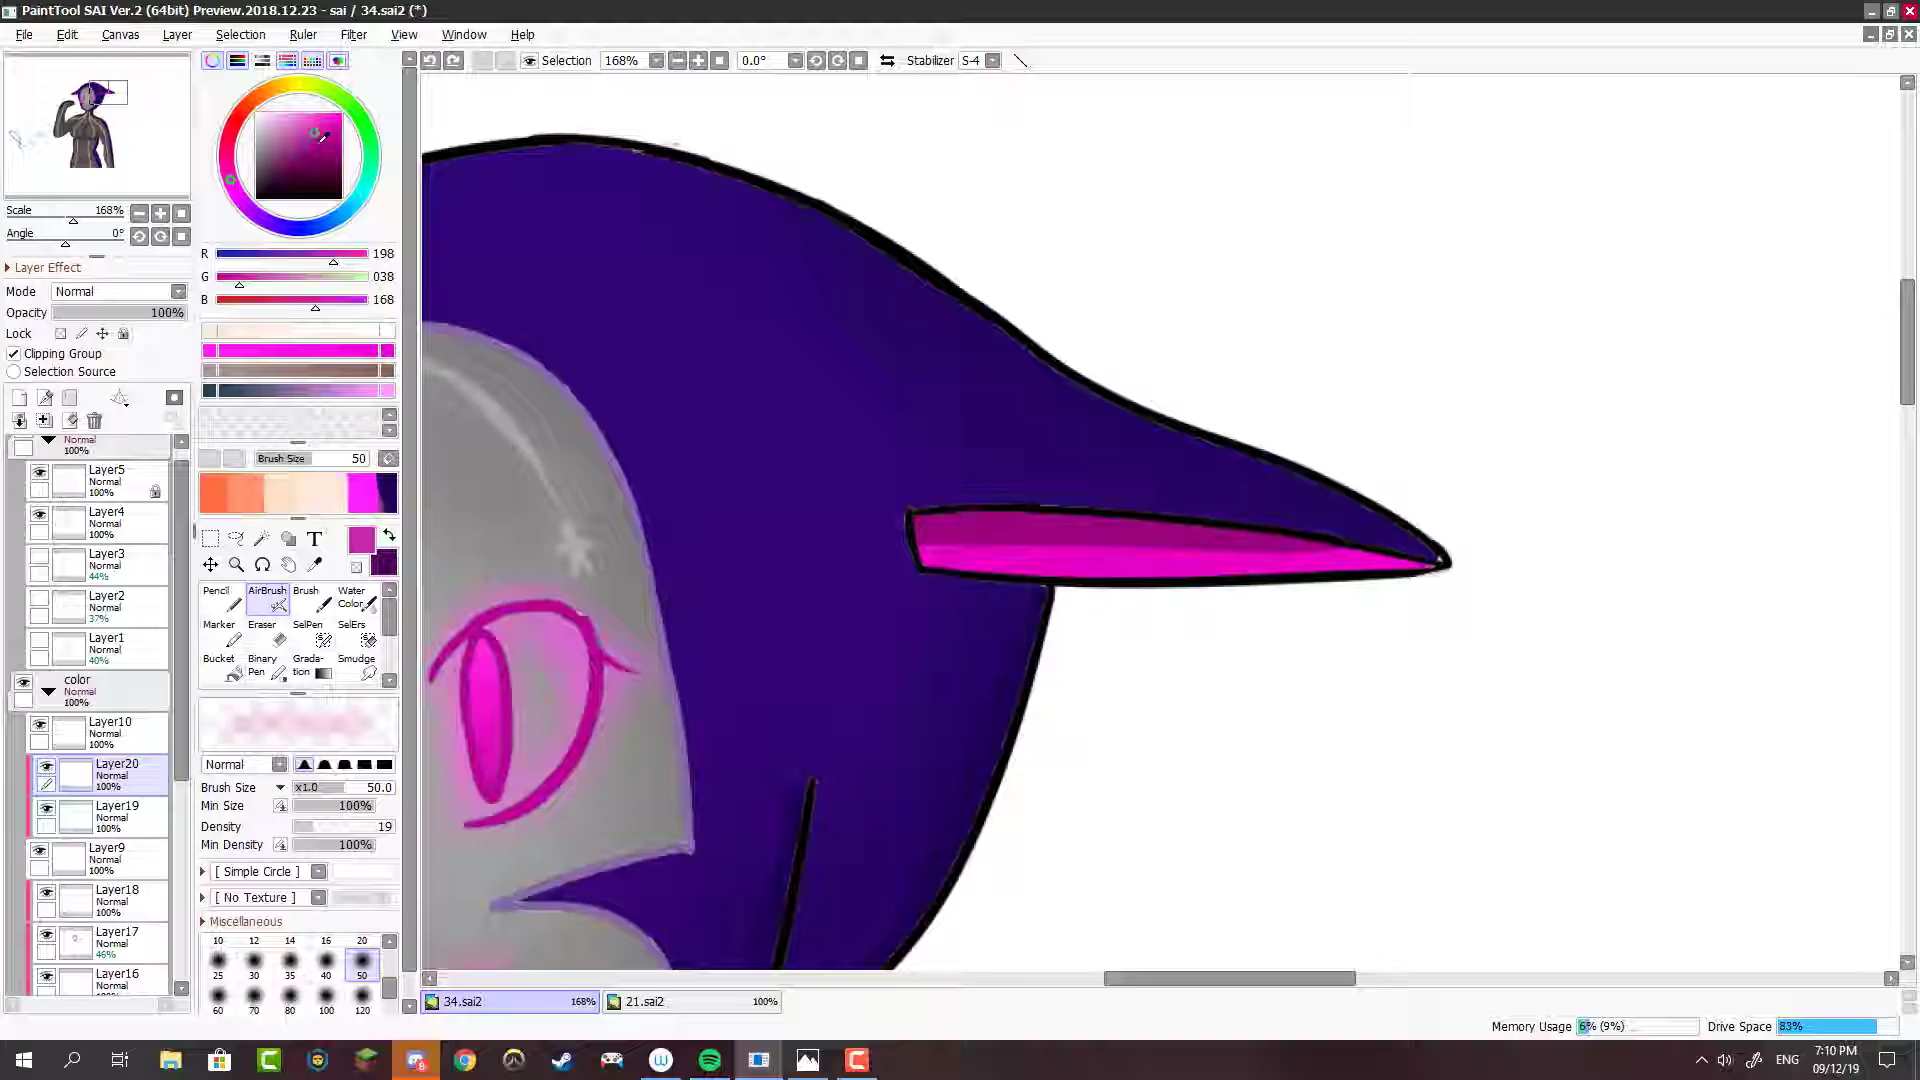 PaintTool SAI Ver.2 (64bit) Preview.2018.12.23 - sai / 34.sai2 (*)
File Edit Canvas Layer Selection Ruler Filter View Window Help
Selection 168% 0.0° Stabilizer S-4
Scale 168%
Angle 0°
Layer Effect
Mode Normal
Opacity 100%
Lock
Clipping Group
Selection Source
Normal
100%
Layer5
Normal
100%
Layer4
Normal
100%
Layer3
Normal
44%
Layer2
Normal
37%
Layer1
Normal
40%
color
Normal
100%
Layer10
Normal
100%
Layer20
Normal
100%
Layer19
Normal
100%
Layer9
Normal
100%
Layer18
Normal
100%
Layer17
Normal
46%
Layer16
Normal
R 198
G 038
B 168
Brush Size 50
T
Pencil AirBrush Brush Water Color
Marker Eraser SelPen SelErs
Bucket Binary Pen Grada-tion Smudge
Normal
Brush Size x1.0 50.0
Min Size 100%
Density 19
Min Density 100%
[ Simple Circle ]
[ No Texture ]
Miscellaneous
10 12 14 16 20
25 30 35 40 50
60 70 80 100 120
34.sai2 168% 21.sai2 100%
Memory Usage 6% (9%) Drive Space 83%
ENG
7:10 PM
09/12/19